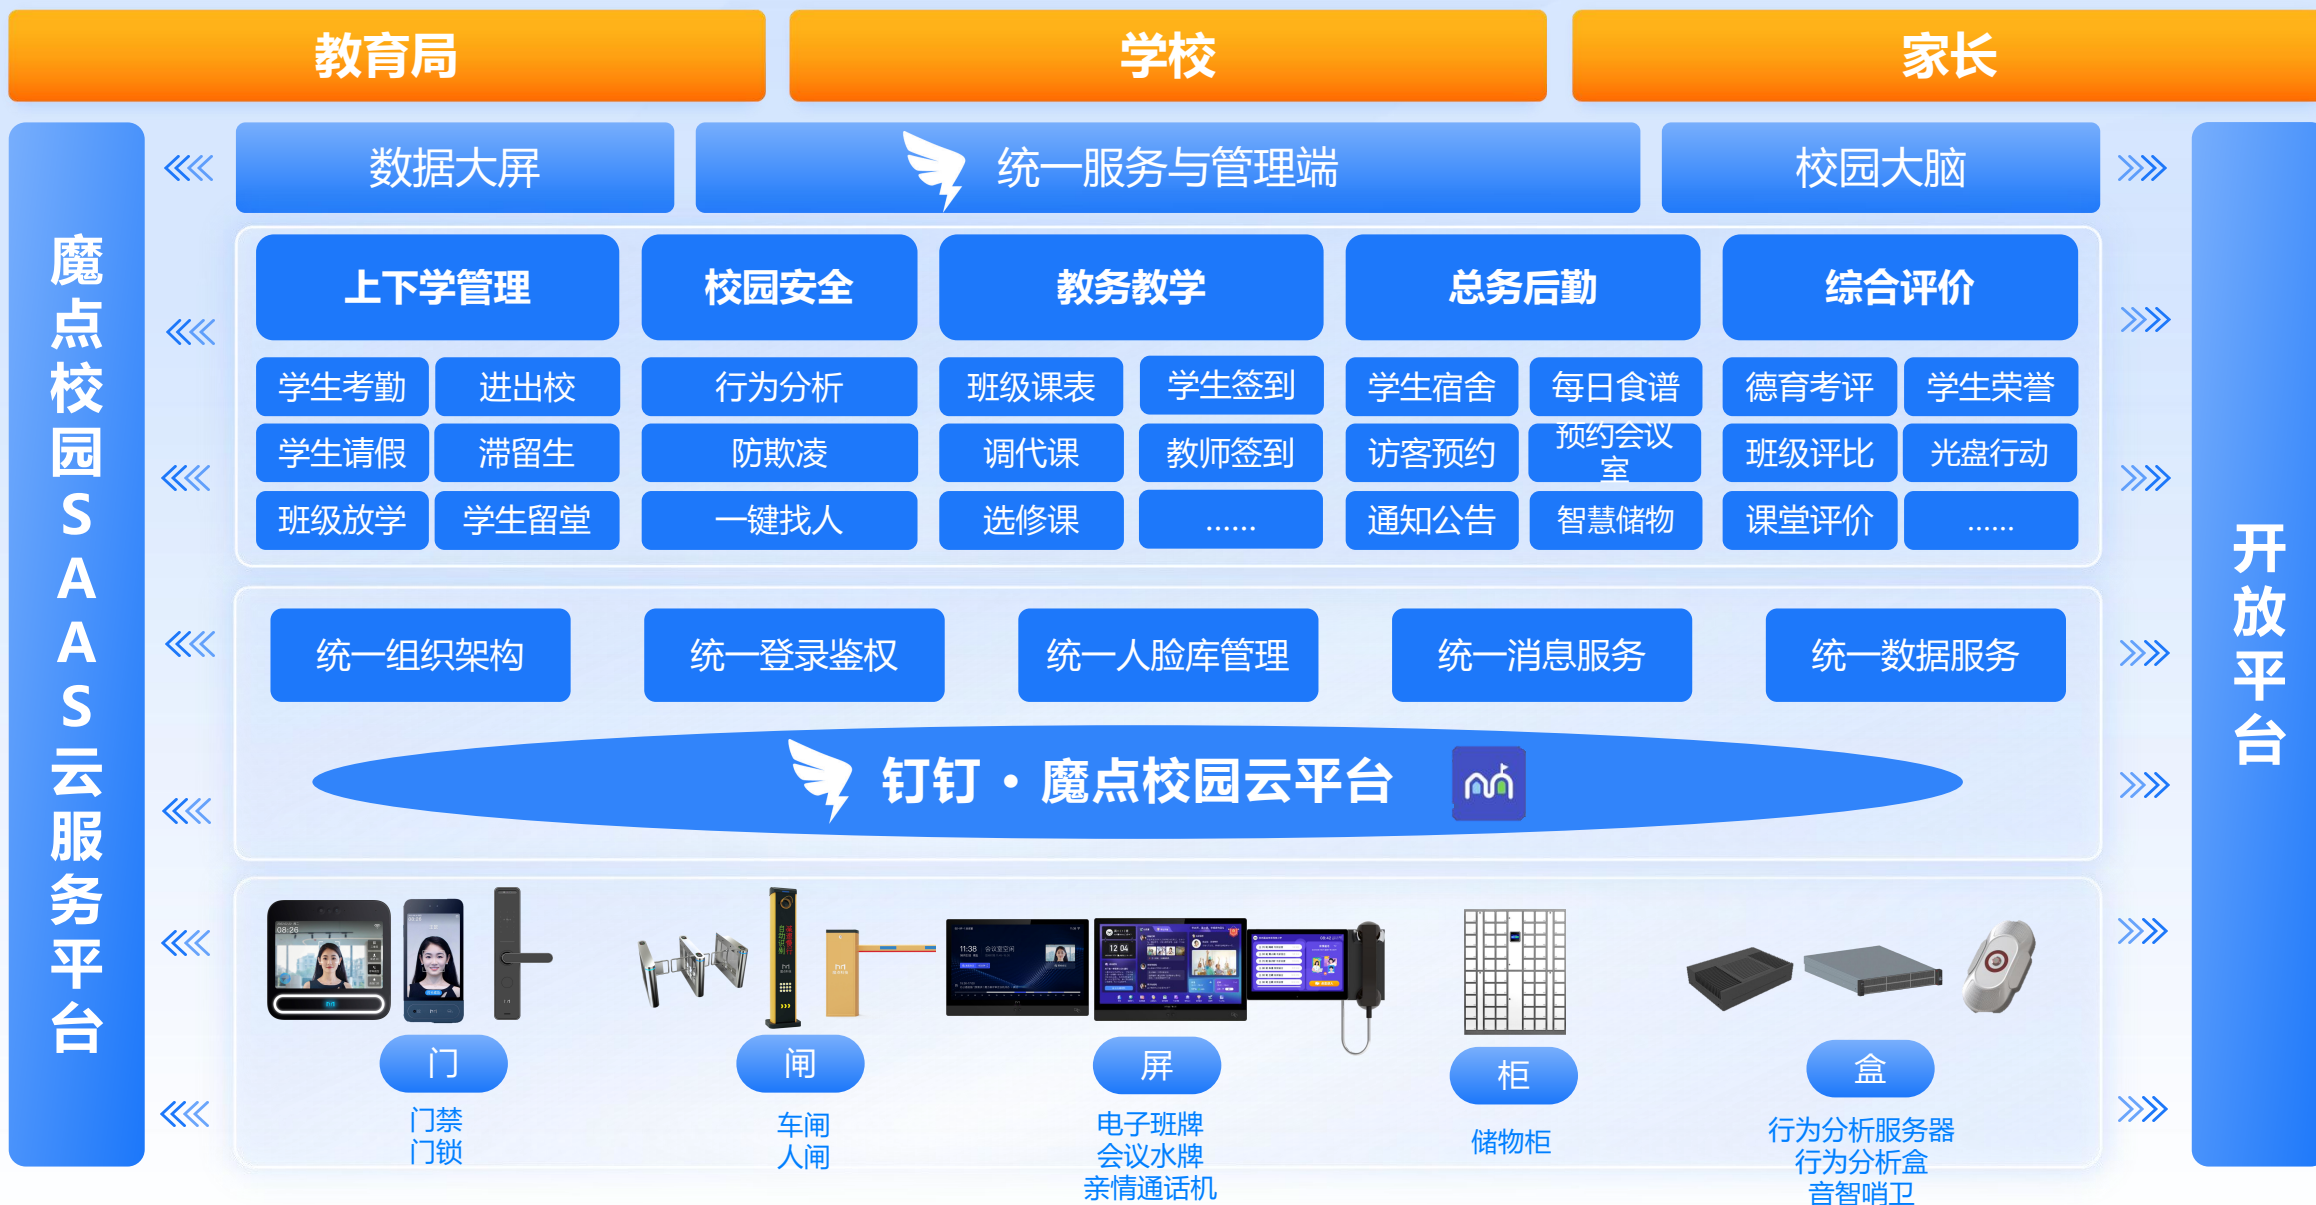 教育局
学校
家长
魔点校园SAAS云服务平台
数据大屏
统一服务与管理端
校园大脑
开放平台
上下学管理
校园安全
教务教学
总务后勤
综合评价
学生考勤
进出校
行为分析
班级课表
学生签到
学生宿舍
每日食谱
德育考评
学生荣誉
学生请假
滞留生
防欺凌
调代课
教师签到
访客预约
预约会议
室
班级评比
光盘行动
班级放学
学生留堂
一键找人
选修课
......
通知公告
智慧储物
课堂评价
......
统一组织架构
统一登录鉴权
统一人脸库管理
统一消息服务
统一数据服务
钉钉·魔点校园云平台
08:26
11:38 会议室空闲
12 04
门
门禁
门锁
闸
车闸
人闸
屏
电子班牌
会议水牌
亲情通话机
柜
储物柜
盒
行为分析服务器
行为分析盒
音智哨卫